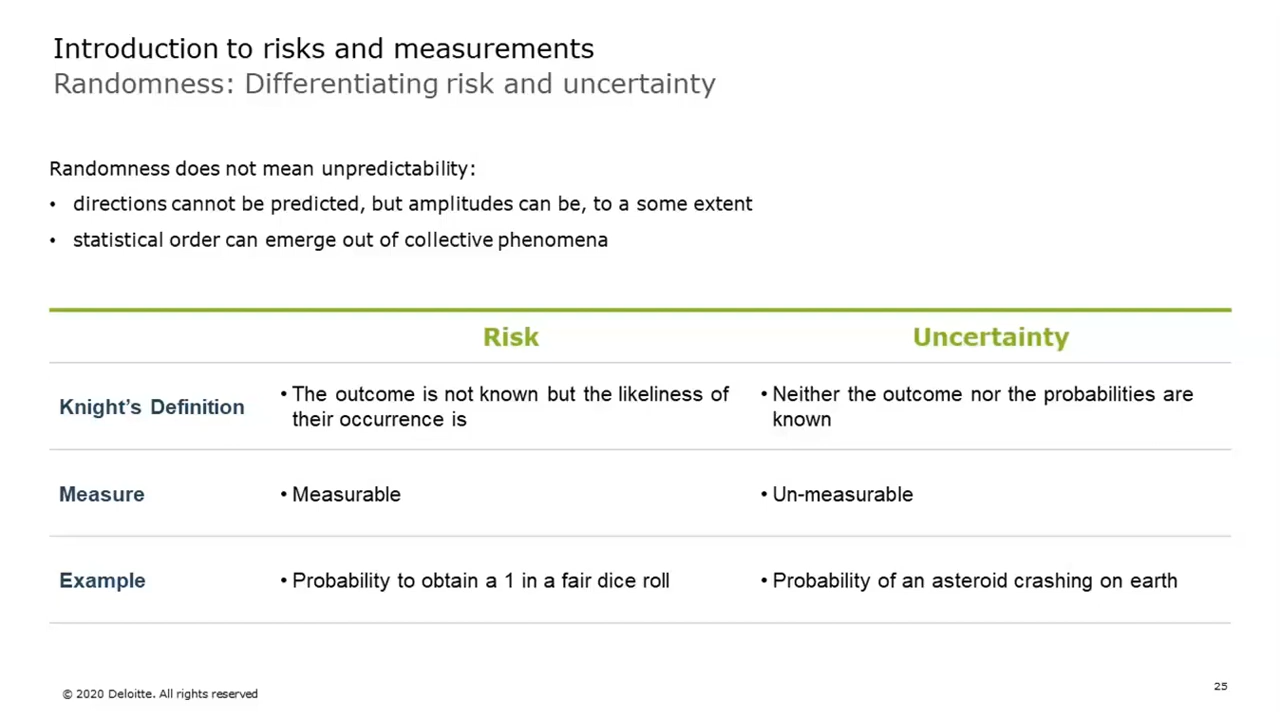 Introduction to risks and measurements
Randomness: Differentiating risk and uncertainty
Randomness does not mean unpredictability:
• directions cannot be predicted, but amplitudes can be, to a some extent
• statistical order can emerge out of collective phenomena
Risk
Uncertainty
Knight's Definition
• The outcome is not known but the likeliness of
their occurrence is
• Neither the outcome nor the probabilities are
known
Measure
• Measurable
• Un-measurable
Example
• Probability to obtain a 1 in a fair dice roll
• Probability of an asteroid crashing on earth
© 2020 Deloitte. All rights reserved
25